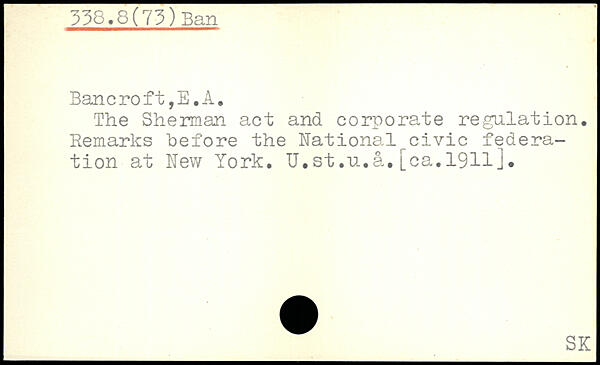 338.8(73) Ban
Bancroft,E.A.
The Sherman act and corporate regulation.
Remarks before the National civic federa-
tion at New York. U.st.u.å.[ca.1911].
SK